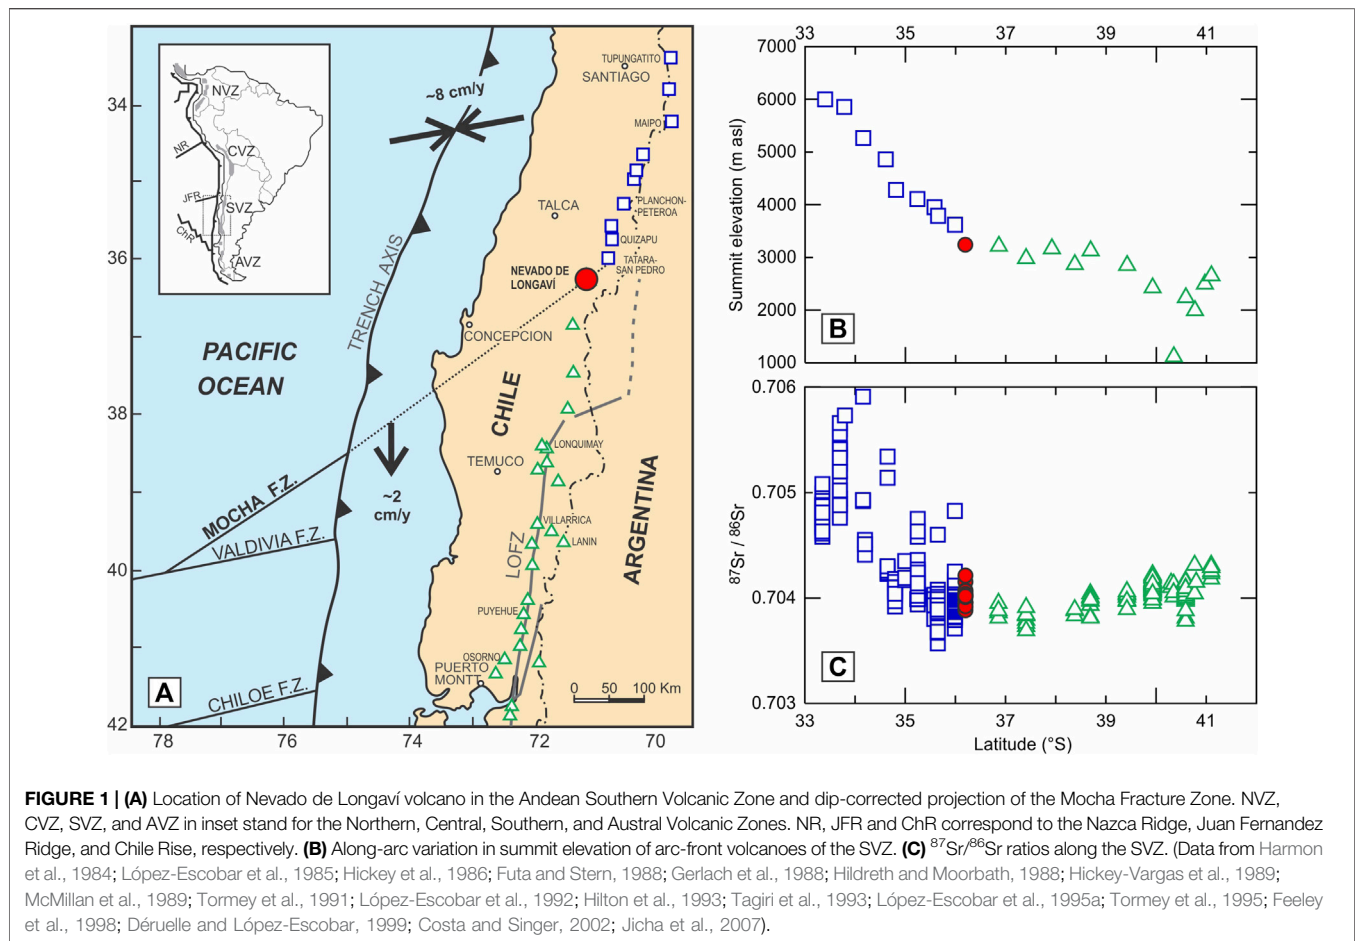 34
36
38
40
42
78
76
74
72
70
NVZ
CVZ
SVZ
AVZ
NR
JFR
ChR
~8 cm/y
TUPUNGATITO
SANTIAGO
MAIPO
TALCA
PLANCHON-
PETEROA
QUIZAPU
TATARA-
SAN PEDRO
NEVADO DE
LONGAVÍ
TRENCH AXIS
CONCEPCION
PACIFIC
OCEAN
CHILE
ARGENTINA
LONQUIMAY
TEMUCO
~2
cm/y
MOCHA F.Z.
VALDIVIA F.Z.
CHILOE F.Z.
VILLARRICA
LANIN
LOFZ
PUYEHUE
OSORNO
PUERTO
MONTT
0 50 100 Km
A
33 35 37 39 41
7000
6000
5000
4000
3000
2000
1000
Summit elevation (m asl)
B
0.706
0.705
0.704
0.703
87Sr / 86Sr
C
33 35 37 39 41
Latitude (°S)
FIGURE 1 | (A) Location of Nevado de Longaví volcano in the Andean Southern Volcanic Zone and dip-corrected projection of the Mocha Fracture Zone. NVZ,
CVZ, SVZ, and AVZ in inset stand for the Northern, Central, Southern, and Austral Volcanic Zones. NR, JFR and ChR correspond to the Nazca Ridge, Juan Fernandez
Ridge, and Chile Rise, respectively. (B) Along-arc variation in summit elevation of arc-front volcanoes of the SVZ. (C) 87Sr/86Sr ratios along the SVZ. (Data from Harmon
et al., 1984; López-Escobar et al., 1985; Hickey et al., 1986; Futa and Stern, 1988; Gerlach et al., 1988; Hildreth and Moorbath, 1988; Hickey-Vargas et al., 1989;
McMillan et al., 1989; Tormey et al., 1991; López-Escobar et al., 1992; Hilton et al., 1993; Tagiri et al., 1993; López-Escobar et al., 1995a; Tormey et al., 1995; Feeley
et al., 1998; Déruelle and López-Escobar, 1999; Costa and Singer, 2002; Jicha et al., 2007).